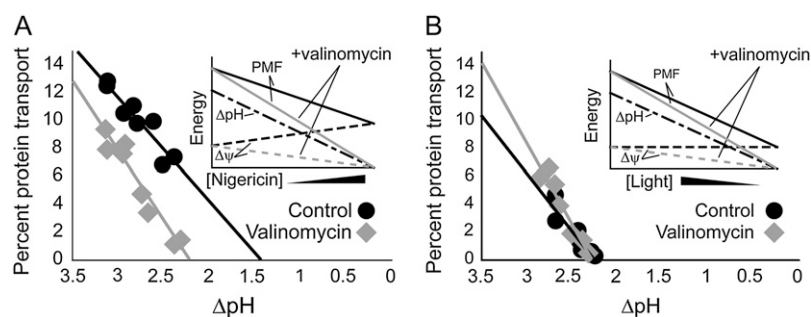 A
B
Percent protein transport
14
12
10
8
6
4
2
0
3.5 3 2.5 2 1.5 1 0.5 0
ΔpH
Energy
+valinomycin
PMF
ΔpH
Δψ
[Nigericin]
Control
Valinomycin
Percent protein transport
14
12
10
8
6
4
2
0
3.5 3 2.5 2 1.5 1 0.5 0
ΔpH
Energy
+valinomycin
PMF
ΔpH
Δψ
[Light]
Control
Valinomycin